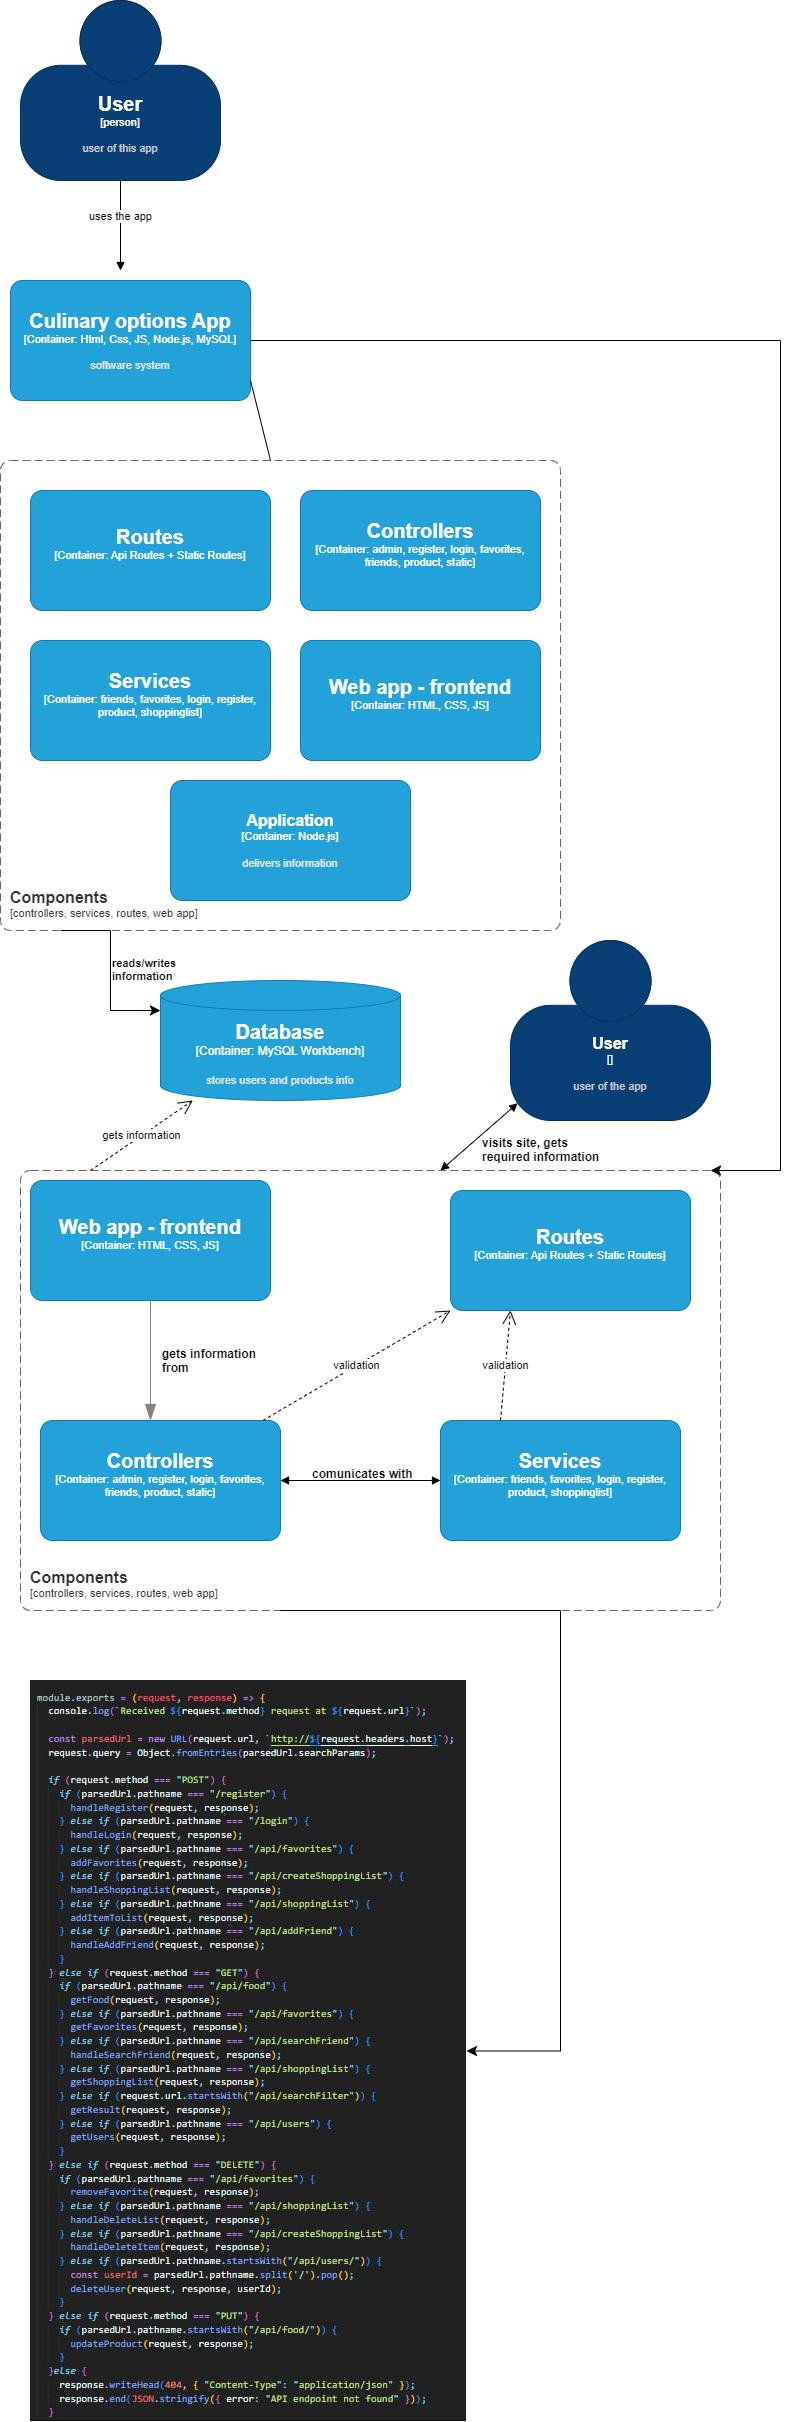 User
[person]
user of this app
uses the app
Culinary options App
[Container: Html, Css, JS, Node.js, MySQL]
software system
Routes
[Container: Api Routes + Static Routes]
Controllers
[Container: admin, register, login, favorites,
friends, product, static]
Services
[Container: friends, favorites, login, register,
product, shoppinglist]
Web app - frontend
[Container: HTML, CSS, JS]
Application
[Container: Node.js]
delivers information
Components
[controllers, services, routes, web app]
reads/writes
information
Database
[Container: MySQL Workbench]
stores users and products info
User
[]
user of the app
gets information
visits site, gets
required information
Web app - frontend
[Container: HTML, CSS, JS]
Routes
[Container: Api Routes + Static Routes]
gets information
from
validation
validation
Controllers
[Container: admin, register, login, favorites,
friends, product, static]
comunicates with
Services
[Container: friends, favorites, login, register,
product, shoppinglist]
Components
[controllers, services, routes, web app]
module.exports = (request, response) => {
console.log(`Received ${request.method} request at ${request.url}`);
const parsedUrl = new URL(request.url, `http://${request.headers.host}`);
request.query = Object.fromEntries(parsedUrl.searchParams);
if (request.method === "POST") {
if (parsedUrl.pathname === "/register") {
handleRegister(request, response);
} else if (parsedUrl.pathname === "/login") {
handleLogin(request, response);
} else if (parsedUrl.pathname === "/api/favorites") {
addFavorites(request, response);
} else if (parsedUrl.pathname === "/api/createShoppingList") {
handleShoppingList(request, response);
} else if (parsedUrl.pathname === "/api/shoppingList") {
addItemToList(request, response);
} else if (parsedUrl.pathname === "/api/addFriend") {
handleAddFriend(request, response);
}
} else if (request.method === "GET") {
if (parsedUrl.pathname === "/api/food") {
getFood(request, response);
} else if (parsedUrl.pathname === "/api/favorites") {
getFavorites(request, response);
} else if (parsedUrl.pathname === "/api/searchFriend") {
handleSearchFriend(request, response);
} else if (parsedUrl.pathname === "/api/shoppingList") {
getShoppingList(request, response);
} else if (request.url.startsWith("/api/searchFilter")) {
getResult(request, response);
} else if (parsedUrl.pathname === "/api/users") {
getUsers(request, response);
}
} else if (request.method === "DELETE") {
if (parsedUrl.pathname === "/api/favorites") {
removeFavorite(request, response);
} else if (parsedUrl.pathname === "/api/shoppingList") {
handleDeleteList(request, response);
} else if (parsedUrl.pathname === "/api/createShoppingList") {
handleDeleteItem(request, response);
} else if (parsedUrl.pathname.startsWith("/api/users/")) {
const userId = parsedUrl.pathname.split('/').pop();
deleteUser(request, response, userId);
}
} else if (request.method === "PUT") {
if (parsedUrl.pathname.startsWith("/api/food/")) {
updateProduct(request, response);
}
}else {
response.writeHead(404, { "Content-Type": "application/json" });
response.end(JSON.stringify({ error: "API endpoint not found" }));
}